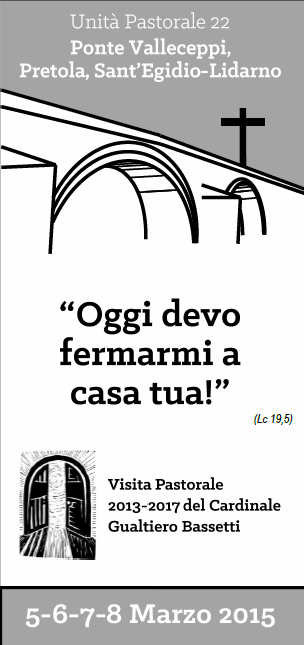 Unità Pastorale 22
Ponte Valleceppi,
Pretola, Sant'Egidio-Lidarno
“Oggi devo
fermarmi a
casa tua!”
(Lc 19,5)
Visita Pastorale
2013-2017 del Cardinale
Gualtiero Bassetti
5-6-7-8 Marzo 2015